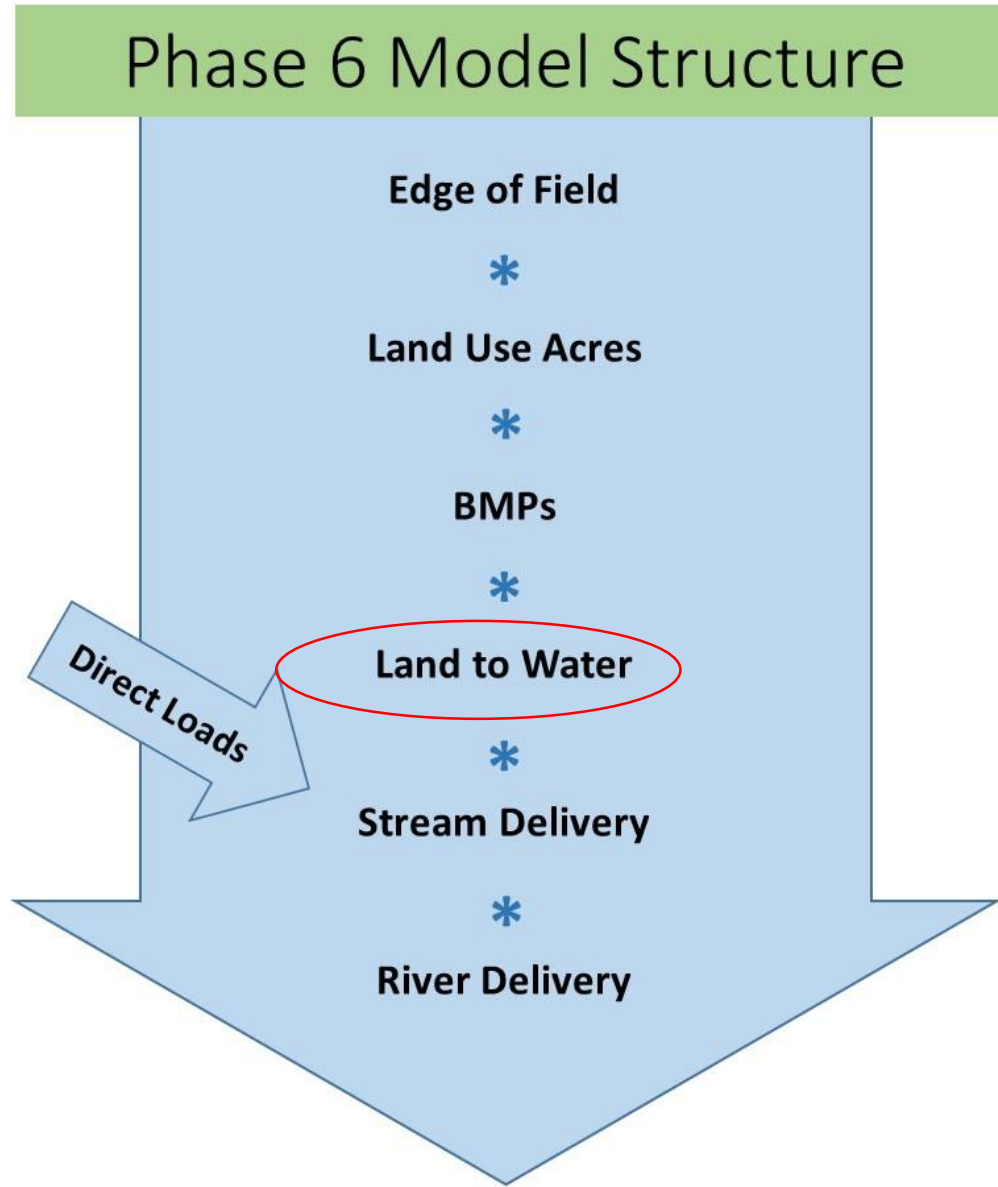 Phase 6 Model Structure
Edge of Field
*
Land Use Acres
*
BMPs
*
Land to Water
Direct Loads
*
Stream Delivery
*
River Delivery